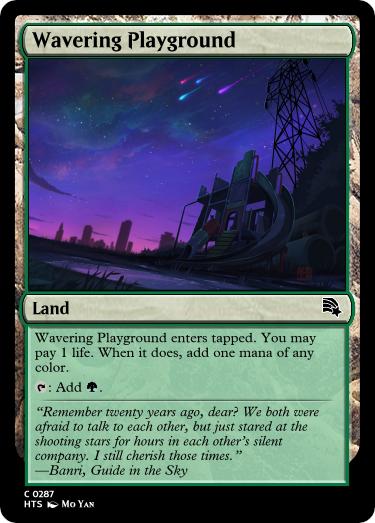 Wavering Playground
Land
Wavering Playground enters tapped. You may
pay 1 life. When it does, add one mana of any
color.
: Add .
“Remember twenty years ago, dear? We both were
afraid to talk to each other, but just stared at the
shooting stars for hours in each other’s silent
company. I still cherish those times.”
—Banri, Guide in the Sky
C 0287
HTS Mo Yan